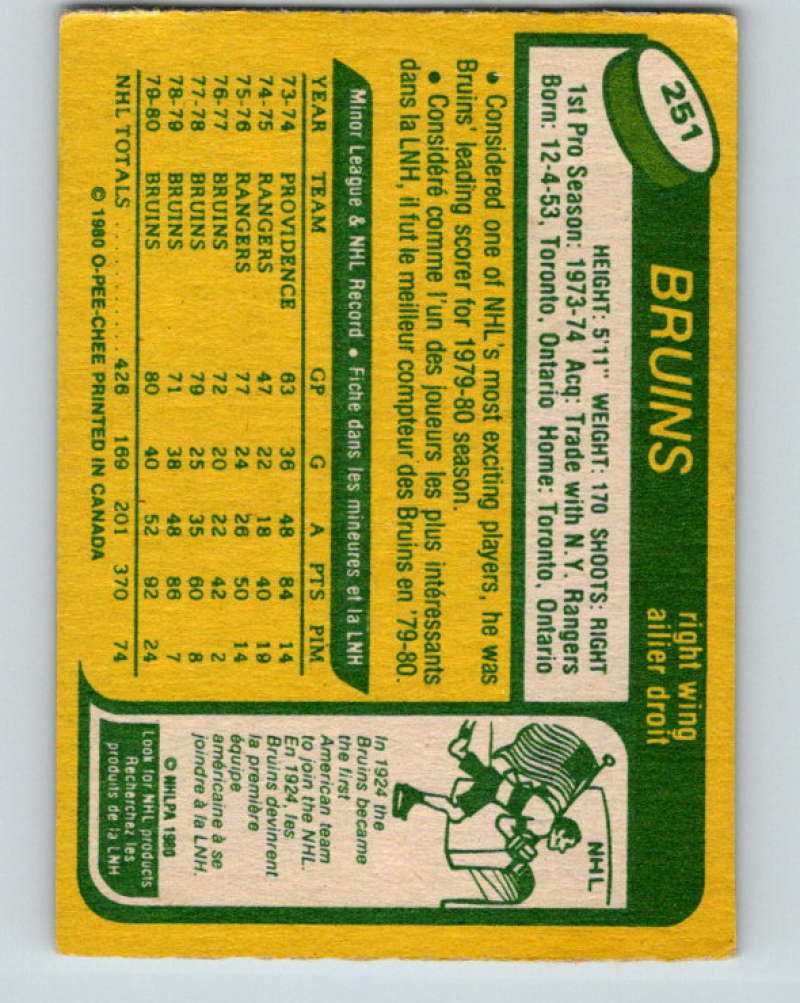 251
BRUINS
right wing
ailier droit
HEIGHT: 5'11" WEIGHT: 170 SHOOTS: RIGHT
1st Pro Season: 1973-74 Acq: Trade with N.Y. Rangers
Born: 12-4-53, Toronto, Ontario Home: Toronto, Ontario
• Considered one of NHL's most exciting players, he was
Bruins' leading scorer for 1979-80 season.
• Considéré comme l'un des joueurs les plus intéressants
dans la LNH, il fut le meilleur compteur des Bruins en '79-80.
Minor League & NHL Record • Fiche dans les mineures et la LNH
YEAR TEAM GP G A PTS PIM
73-74 PROVIDENCE 63 36 48 84 14
74-75 RANGERS 47 22 18 40 19
75-76 RANGERS 77 24 26 50 14
76-77 BRUINS 72 20 22 42 2
77-78 BRUINS 79 25 35 60 8
78-79 BRUINS 71 38 48 86 7
79-80 BRUINS 80 40 52 92 24
NHL TOTALS .......... 426 169 201 370 74
© 1980 O-PEE-CHEE PRINTED IN CANADA
NHL
In 1924 the
Bruins became
the first
American team
to join the NHL.
En 1924, les
Bruins devinrent
la première
équipe
américaine à se
joindre à la LNH.
© NHLPA 1980
Look for NHL products
Recherchez les
produits de la LNH